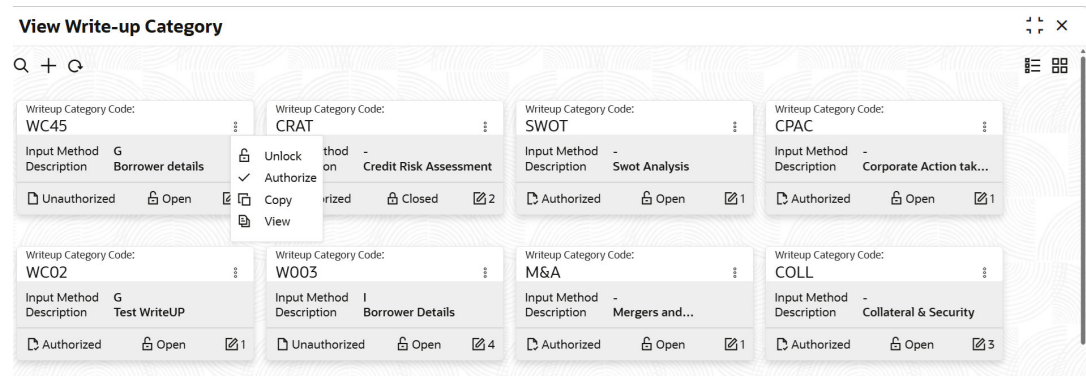 View Write-up Category
Writeup Category Code:
WC45
Input Method G
Description Borrower details
Unauthorized Open
Unlock
Authorize
Copy
View
Writeup Category Code:
CRAT
thod -
on Credit Risk Assessment
rized Closed 2
Writeup Category Code:
SWOT
Input Method -
Description Swot Analysis
Authorized Open 1
Writeup Category Code:
CPAC
Input Method -
Description Corporate Action tak...
Authorized Open 1
Writeup Category Code:
WC02
Input Method G
Description Test WriteUP
Authorized Open 1
Writeup Category Code:
W003
Input Method I
Description Borrower Details
Unauthorized Open 4
Writeup Category Code:
M&A
Input Method -
Description Mergers and...
Authorized Open 1
Writeup Category Code:
COLL
Input Method -
Description Collateral & Security
Authorized Open 3